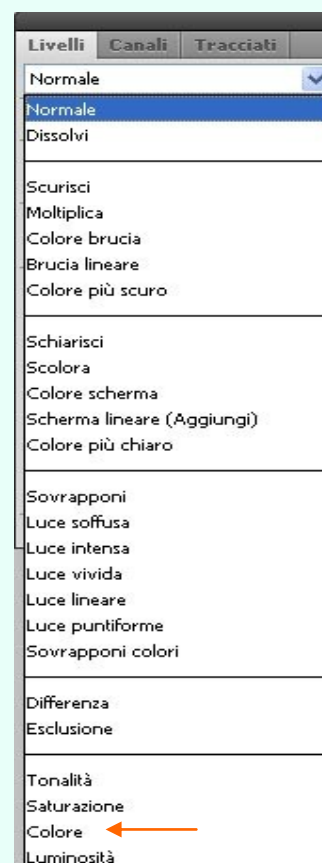 Livelli Canali Tracciati
Normale
Normale
Dissolvi
Scurisci
Moltiplica
Colore brucia
Brucia lineare
Colore più scuro
Schiarisci
Scolora
Colore scherma
Scherma lineare (Aggiungi)
Colore più chiaro
Sovrapponi
Luce soffusa
Luce intensa
Luce vivida
Luce lineare
Luce puntiforme
Sovrapponi colori
Differenza
Esclusione
Tonalità
Saturazione
Colore
Luminosità